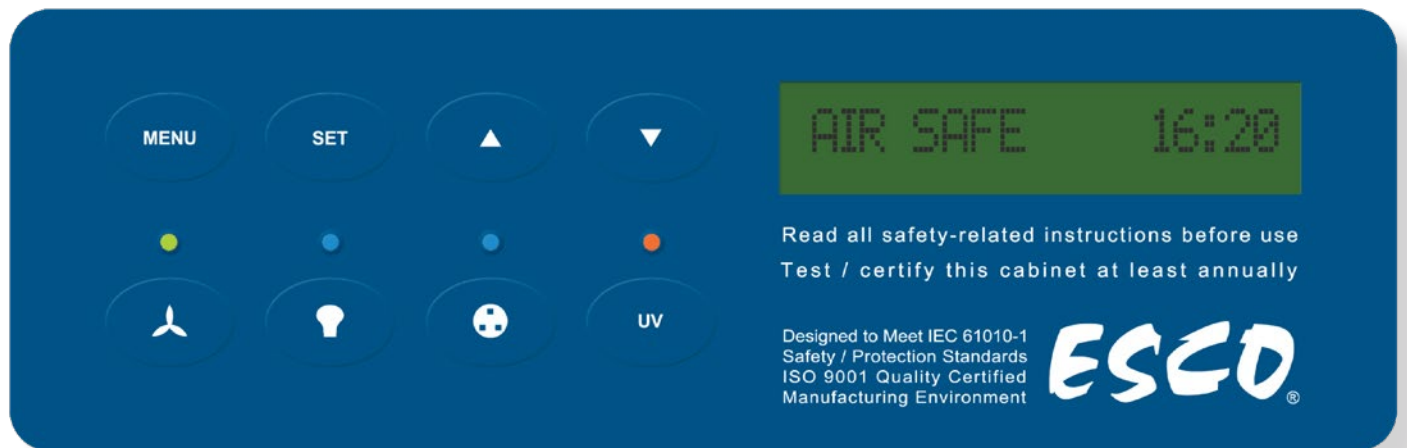 MENU SET
AIR SAFE 16:20
UV
Read all safety-related instructions before use
Test / certify this cabinet at least annually
Designed to Meet IEC 61010-1
Safety / Protection Standards
ISO 9001 Quality Certified
Manufacturing Environment
ESCO®